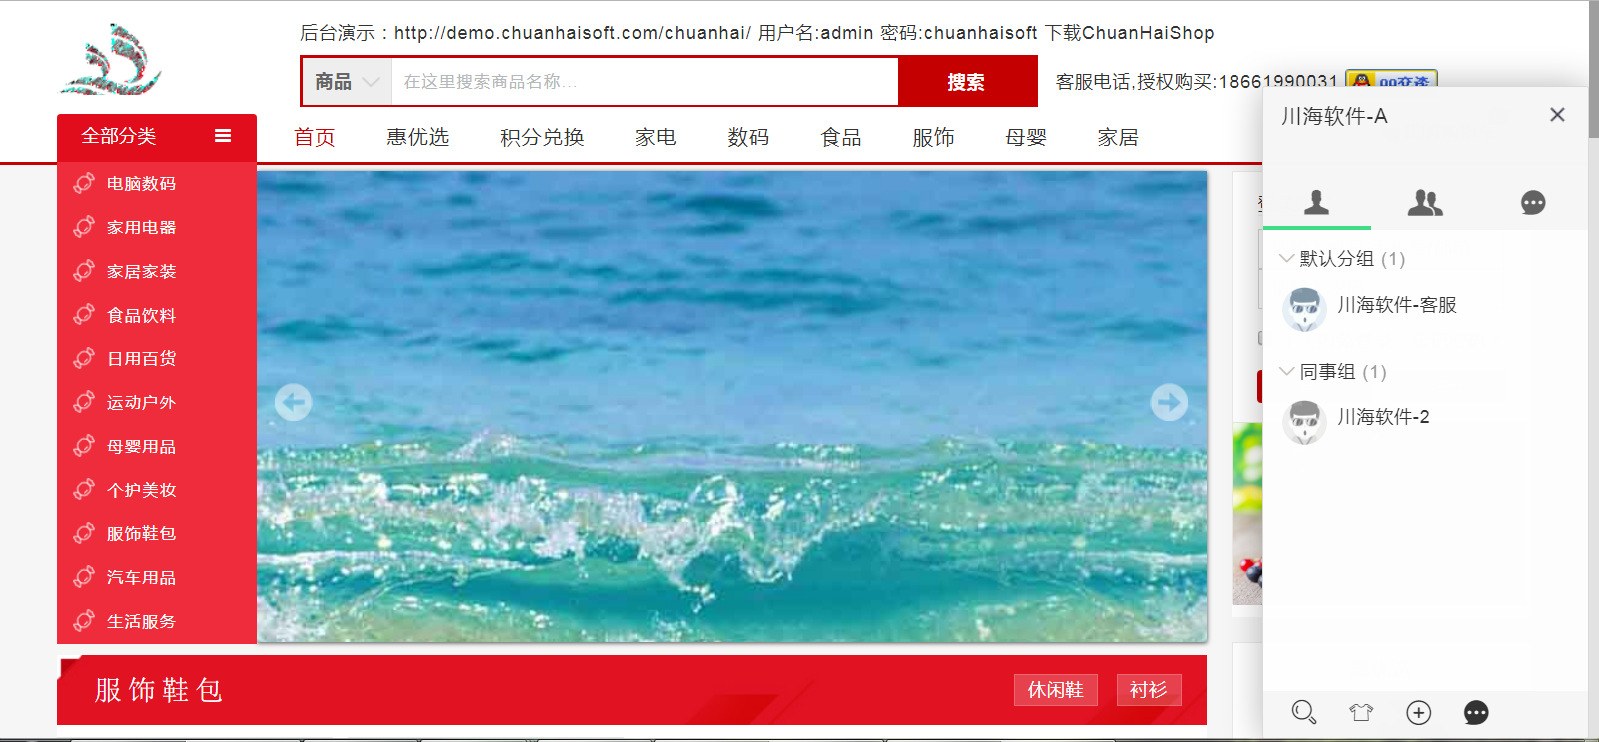 后台演示：http://demo.chuanhaisoft.com/chuanhai/ 用户名:admin 密码:chuanhaisoft 下载ChuanHaiShop
商品 在这里搜索商品名称… 搜索 客服电话,授权购买:18661990031 QQ交谈
全部分类 首页 惠优选 积分兑换 家电 数码 食品 服饰 母婴 家居
电脑数码
家用电器
家居家装
食品饮料
日用百货
运动户外
母婴用品
个护美妆
服饰鞋包
汽车用品
生活服务
服饰鞋包 休闲鞋 衬衫
川海软件-A
默认分组 (1)
川海软件-客服
同事组 (1)
川海软件-2